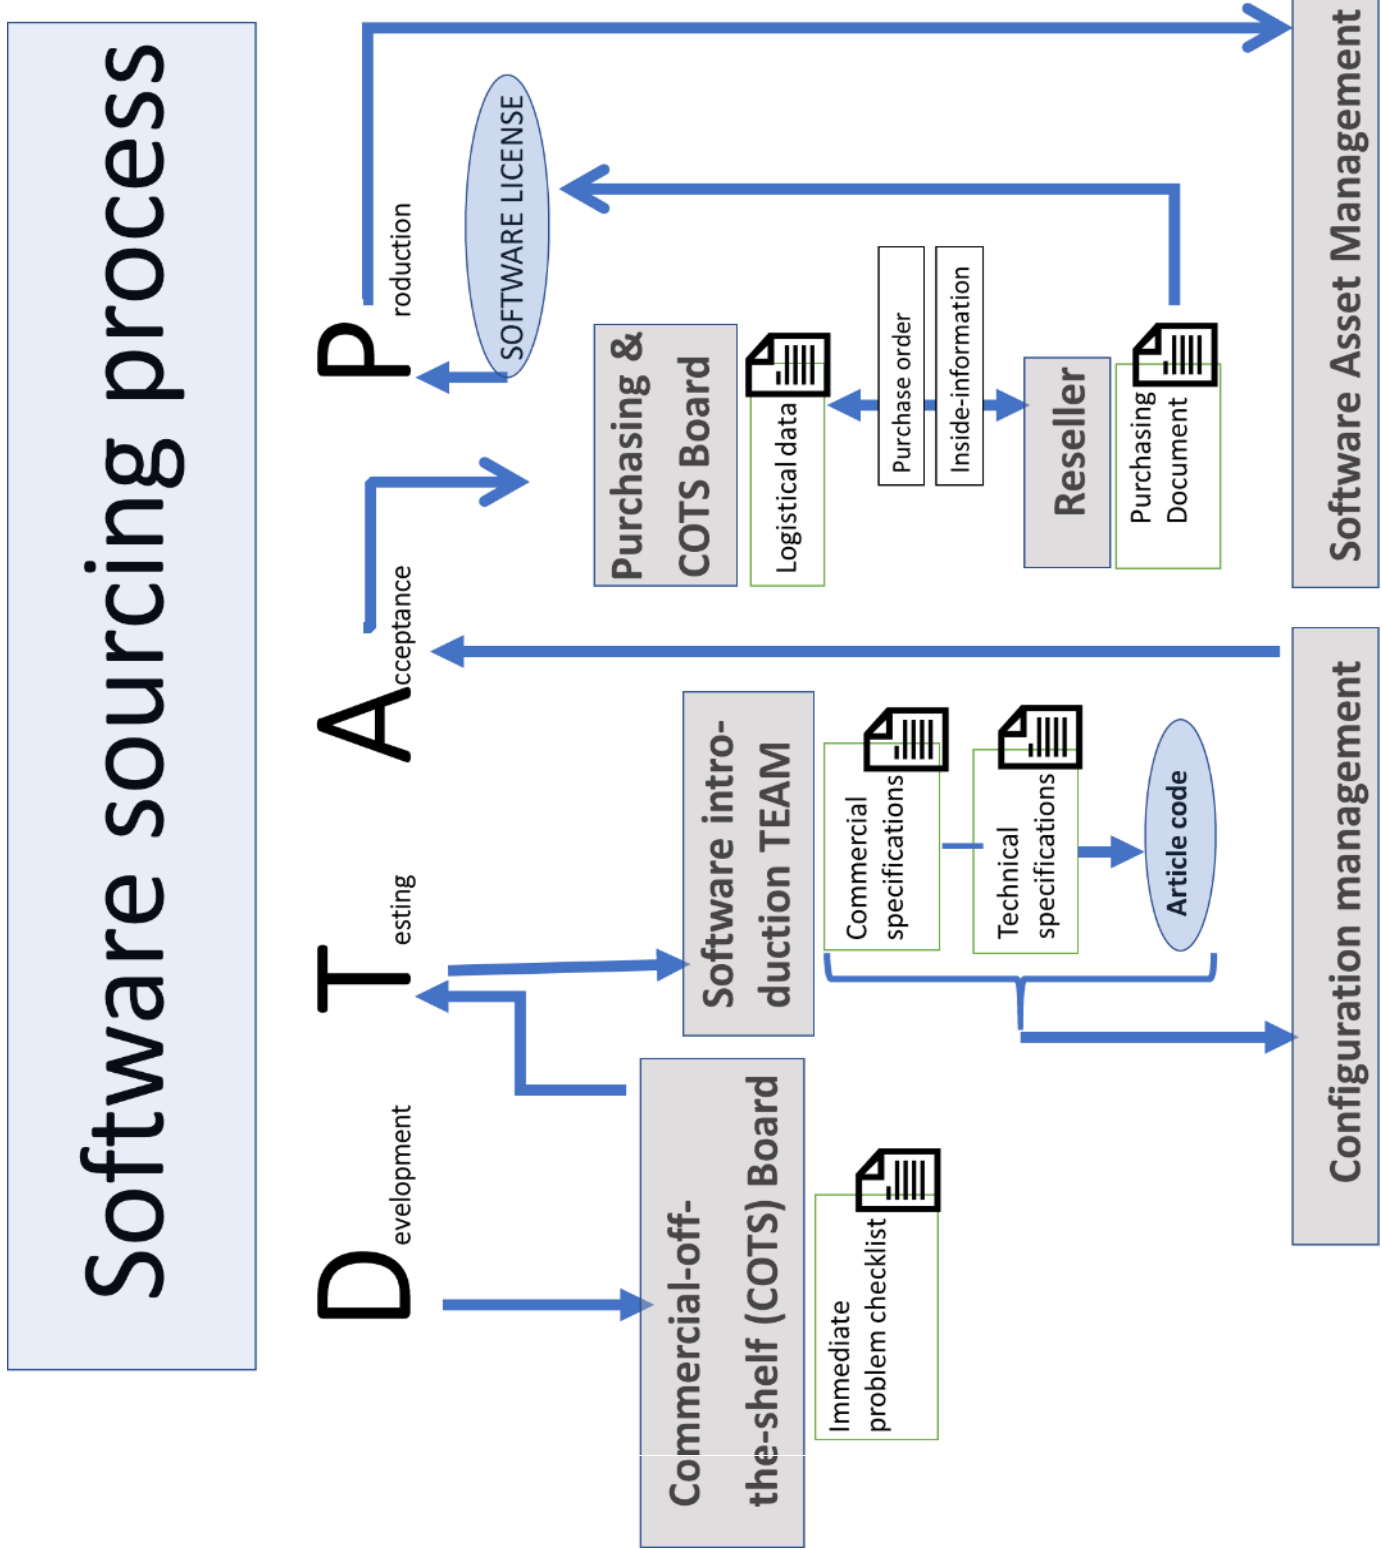 Software sourcing process
Development
Testing
Acceptance
Production
SOFTWARE LICENSE
Commercial-off-
the-shelf (COTS) Board
Immediate
problem checklist
Software intro-
duction TEAM
Commercial
specifications
Technical
specifications
Article code
Purchasing &
COTS Board
Logistical data
Purchase order
Inside-information
Reseller
Purchasing
Document
Configuration management
Software Asset Management